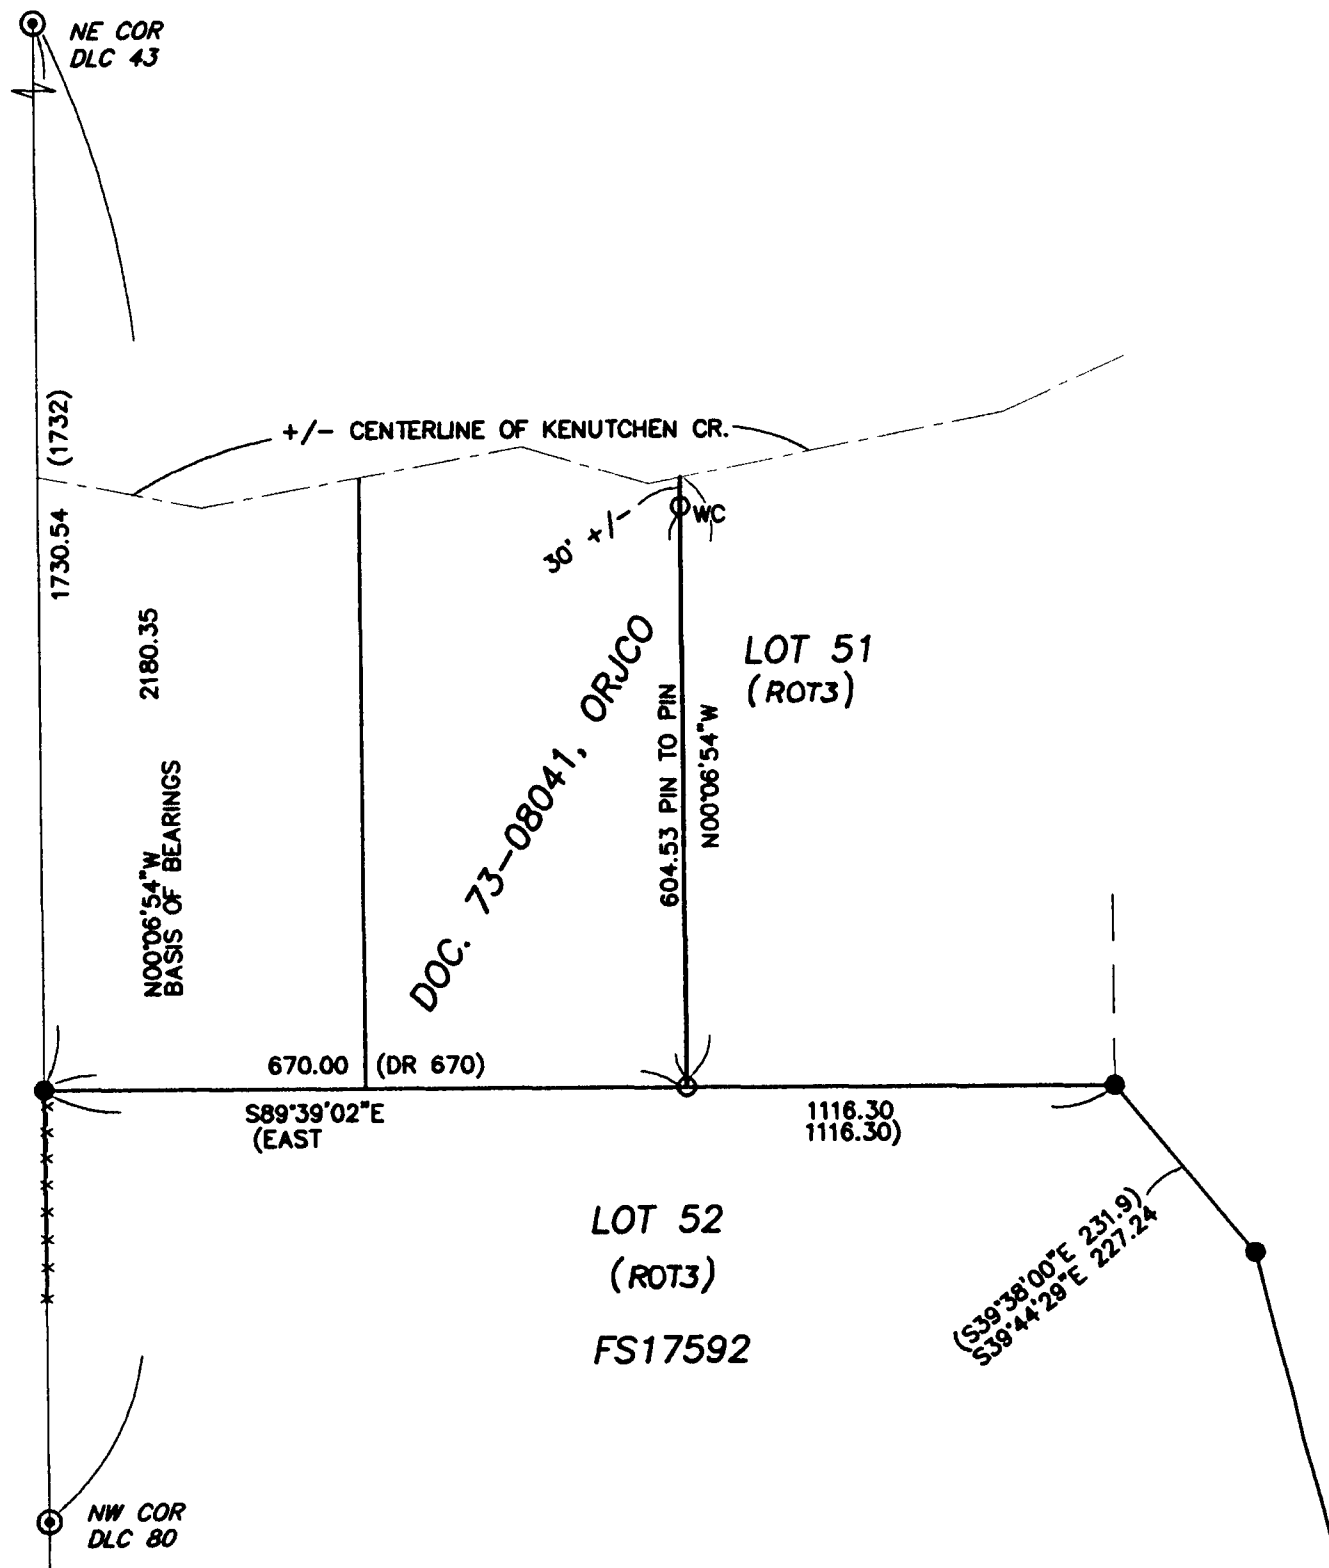 NE COR
DLC 43
1730.54 (1732)
+/- CENTERLINE OF KENUTCHEN CR.
30' +/-
WC
2180.35
N00°06'54"W
BASIS OF BEARINGS
DOC. 73-08041, ORJCO
604.53 PIN TO PIN
N00°06'54"W
LOT 51
(ROT3)
670.00 (DR 670)
S89°39'02"E
(EAST
1116.30
1116.30)
LOT 52
(ROT3)
FS17592
(S39°38'00"E 231.9)
S39°44'29"E 227.24
NW COR
DLC 80